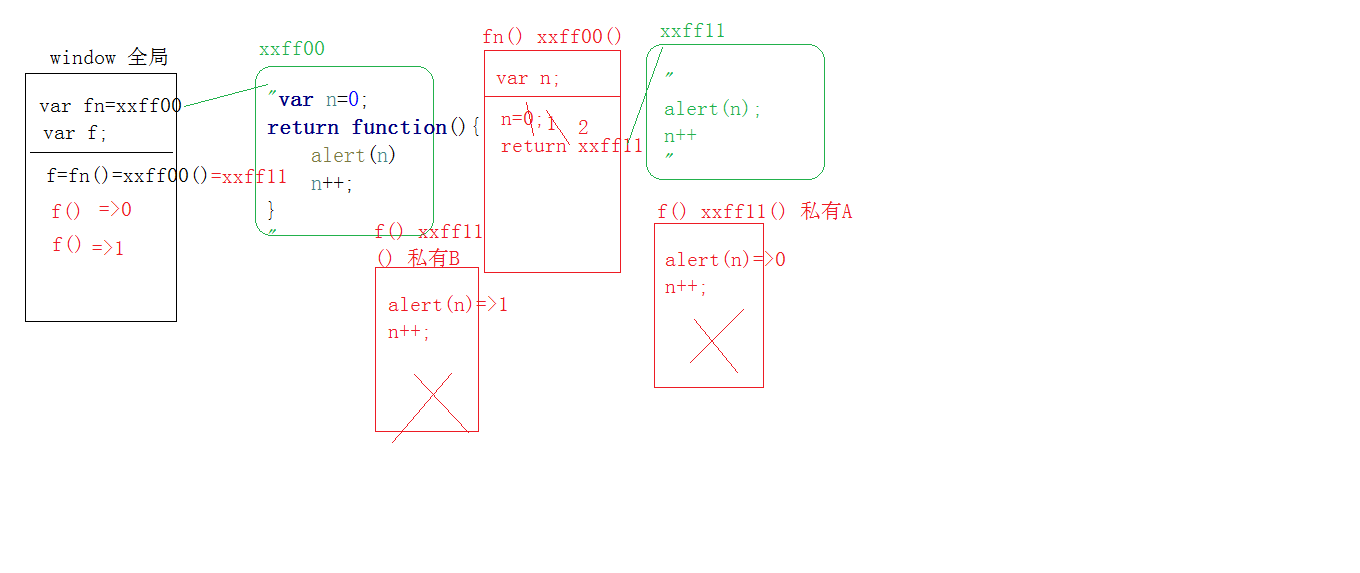 window 全局
var fn=xxff00
var f;
f=fn()=xxff00()=xxff11
f() =>0
f() =>1
xxff00
"var n=0;
return function(){
alert(n)
n++;
}
"
fn() xxff00()
var n;
n=0; 1 2
return xxff11
xxff11
"
alert(n);
n++
"
f() xxff11
() 私有B
alert(n)=>1
n++;
f() xxff11() 私有A
alert(n)=>0
n++;